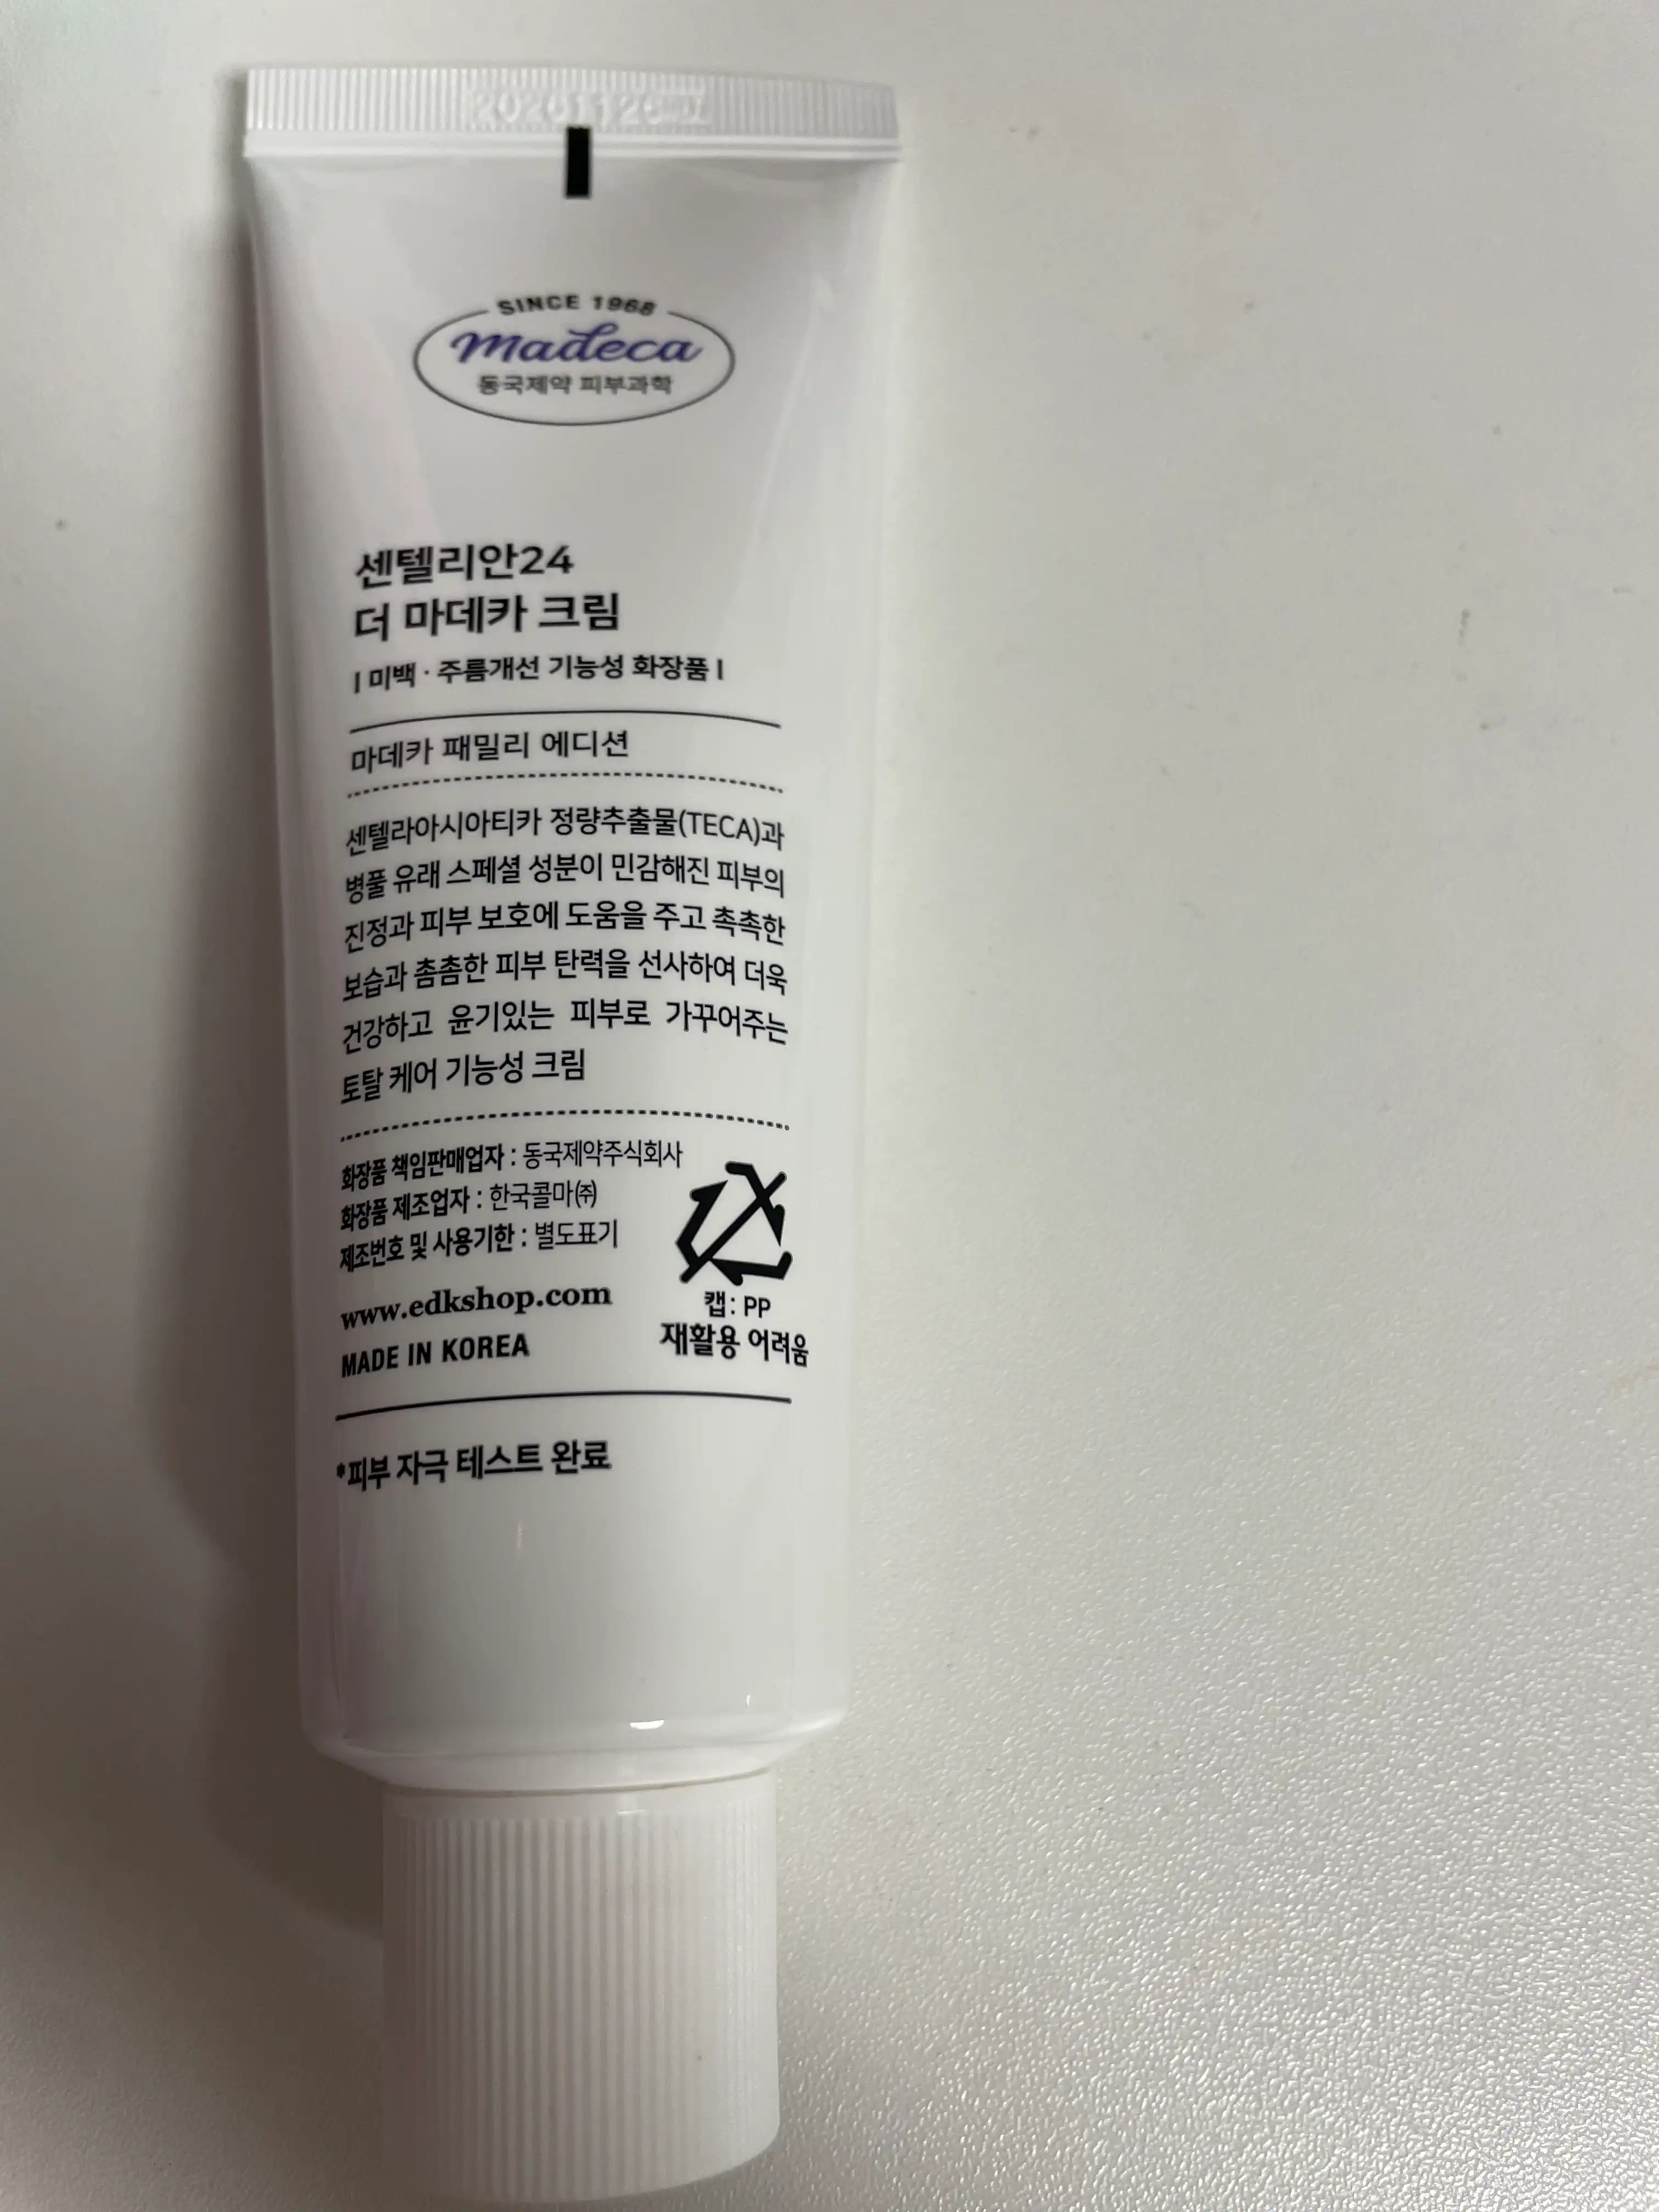 SINCE 1968
madeca
동국제약 피부과학
센텔리안24
더 마데카 크림
| 미백 · 주름개선 기능성 화장품 |
마데카 패밀리 에디션
센텔라아시아티카 정량추출물(TECA)과
병풀 유래 스페셜 성분이 민감해진 피부의
진정과 피부 보호에 도움을 주고 촉촉한
보습과 촘촘한 피부 탄력을 선사하여 더욱
건강하고 윤기있는 피부로 가꾸어주는
토탈 케어 기능성 크림
화장품 책임판매업자 : 동국제약주식회사
화장품 제조업자 : 한국콜마㈜
제조번호 및 사용기한 : 별도표기
www.edkshop.com
MADE IN KOREA
캡: PP
재활용 어려움
*피부 자극 테스트 완료